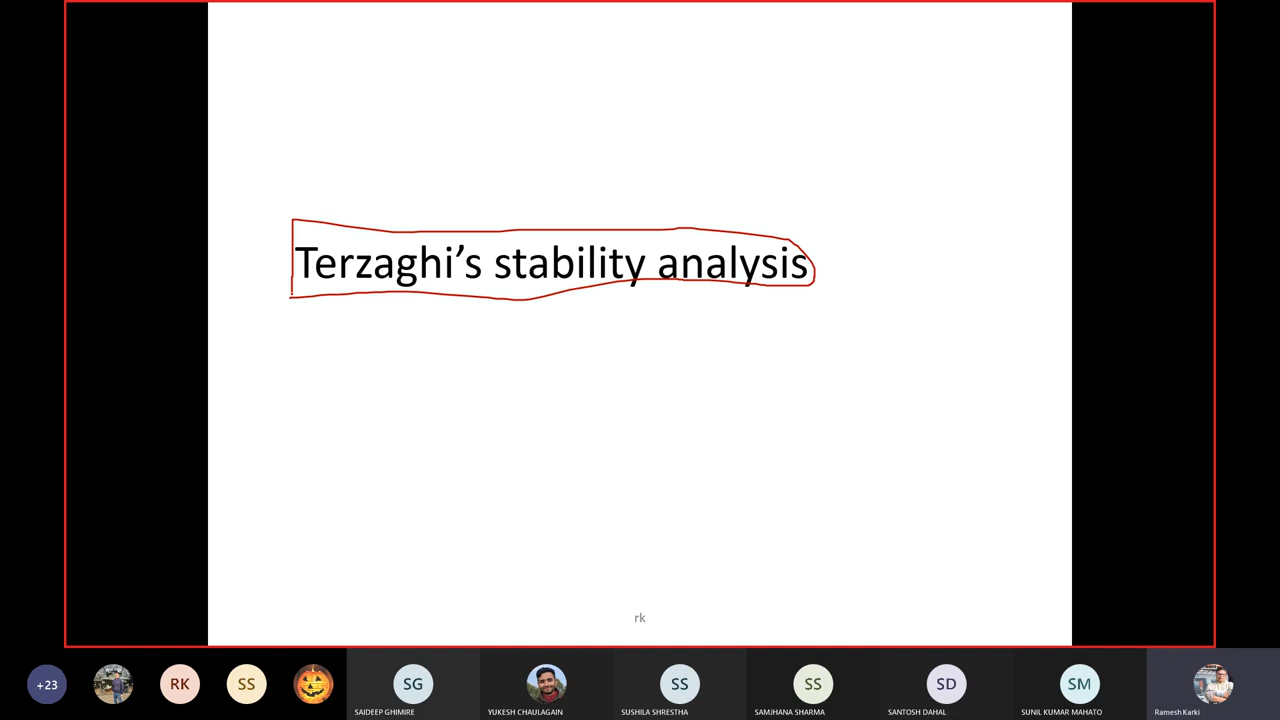 Terzaghi's stability analysis
rk
+23
RK
SS
SG
SAIDEEP GHIMIRE
YUKESH CHAULAGAIN
SS
SUSHILA SHRESTHA
SS
SAMJHANA SHARMA
SD
SANTOSH DAHAL
SM
SUNIL KUMAR MAHATO
Ramesh Karki